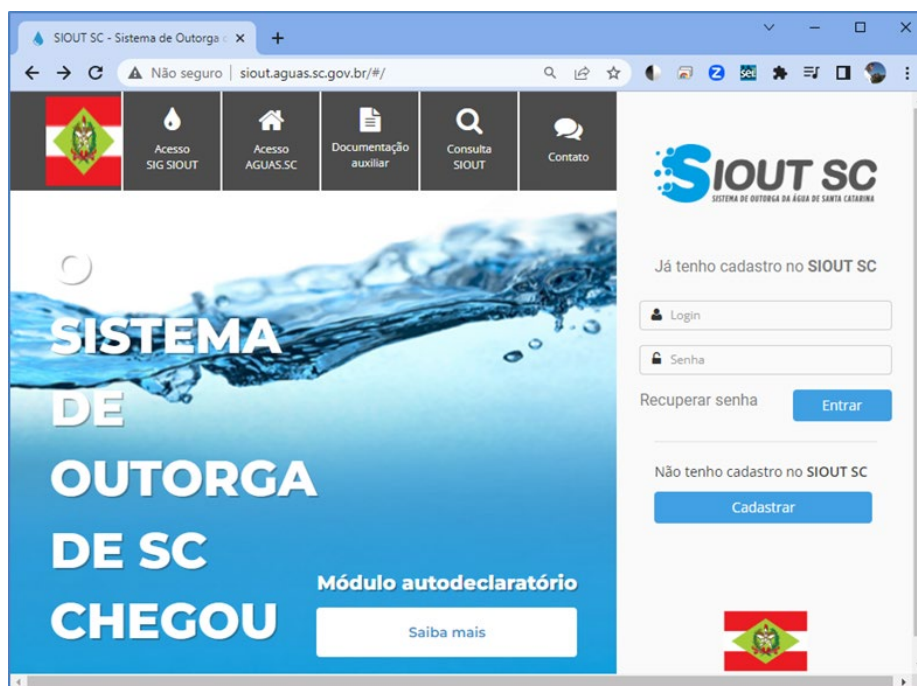 SIOUT SC - Sistema de Outorga
Não seguro
siout.aguas.sc.gov.br/#/
sei!
Acesso
SIG SIOUT
Acesso
AGUAS.SC
Documentação
auxiliar
Consulta
SIOUT
Contato
O
SISTEMA
DE
OUTORGA
DE SC
CHEGOU
Módulo autodeclaratório
Saiba mais
SIOUT SC
SISTEMA DE OUTORGA DA ÁGUA DE SANTA CATARINA
Já tenho cadastro no SIOUT SC
Login
Senha
Recuperar senha
Entrar
Não tenho cadastro no SIOUT SC
Cadastrar